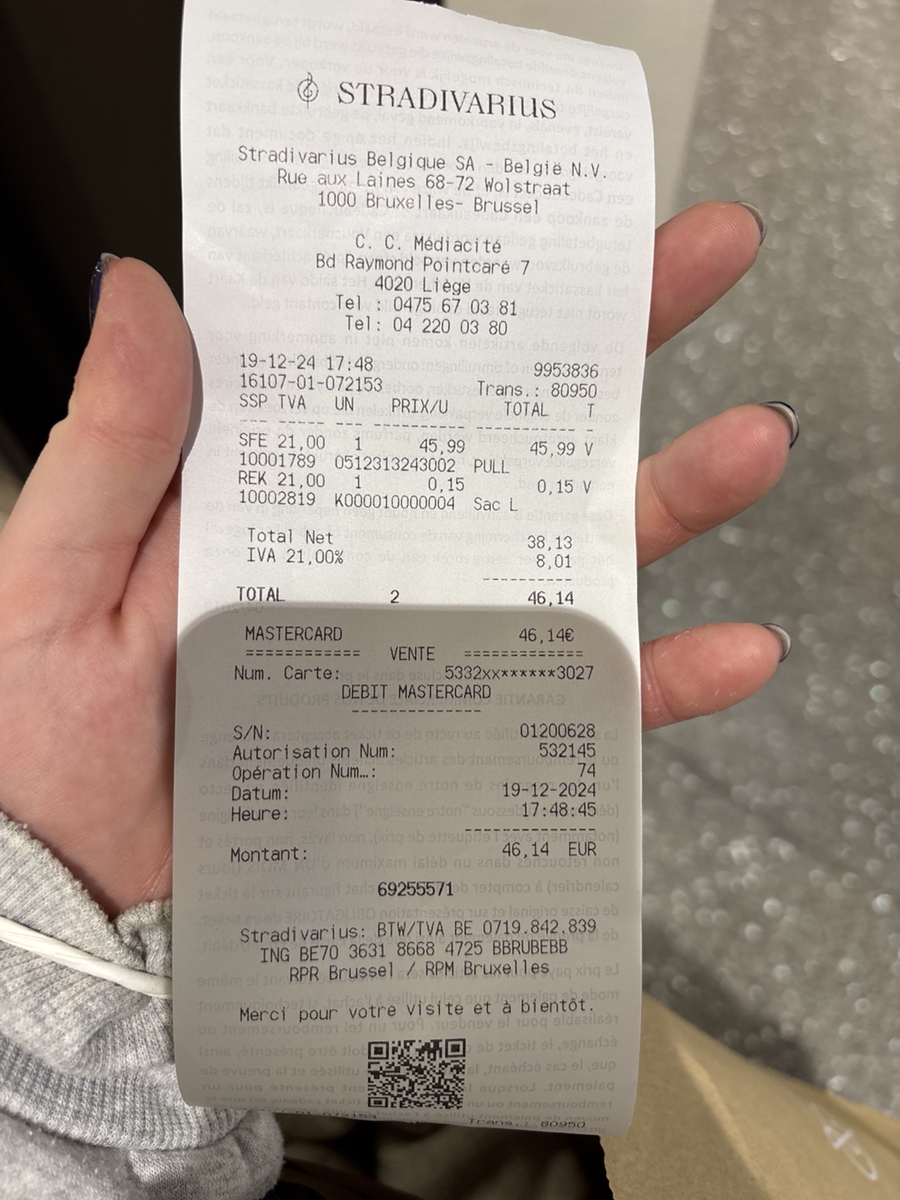 STRADIVARIUS
Stradivarius Belgique SA - België N.V.
Rue aux Laines 68-72 Wolstraat
1000 Bruxelles- Brussel
C. C. Médiacité
Bd Raymond Pointcaré 7
4020 Liège
Tel : 0475 67 03 81
Tel: 04 220 03 80
19-12-24 17:48 9953836
16107-01-072153 Trans.: 80950
SSP TVA UN PRIX/U TOTAL T
SFE 21,00 1 45,99 45,99 V
10001789 0512313243002 PULL
REK 21,00 1 0,15 0,15 V
10002819 K000010000004 Sac L
Total Net 38,13
IVA 21,00% 8,01
TOTAL 2 46,14
MASTERCARD 46,14€
============ VENTE ============
Num. Carte: 5332xx******3027
DEBIT MASTERCARD
S/N: 01200628
Autorisation Num: 532145
Opération Num…: 74
Datum: 19-12-2024
Heure: 17:48:45
Montant: 46,14 EUR
69255571
Stradivarius: BTW/TVA BE 0719.842.839
ING BE70 3631 8668 4725 BBRUBEBB
RPR Brussel / RPM Bruxelles
Merci pour votre visite et à bientôt.
Trans.: 80950